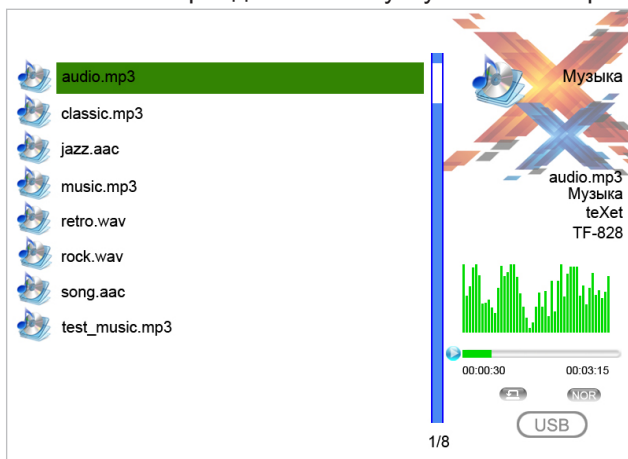 audio.mp3
classic.mp3
jazz.aac
music.mp3
retro.wav
rock.wav
song.aac
test_music.mp3
1/8
Музыка
audio.mp3
Музыка
teXet
TF-828
00:00:30 00:03:15
NOR
USB